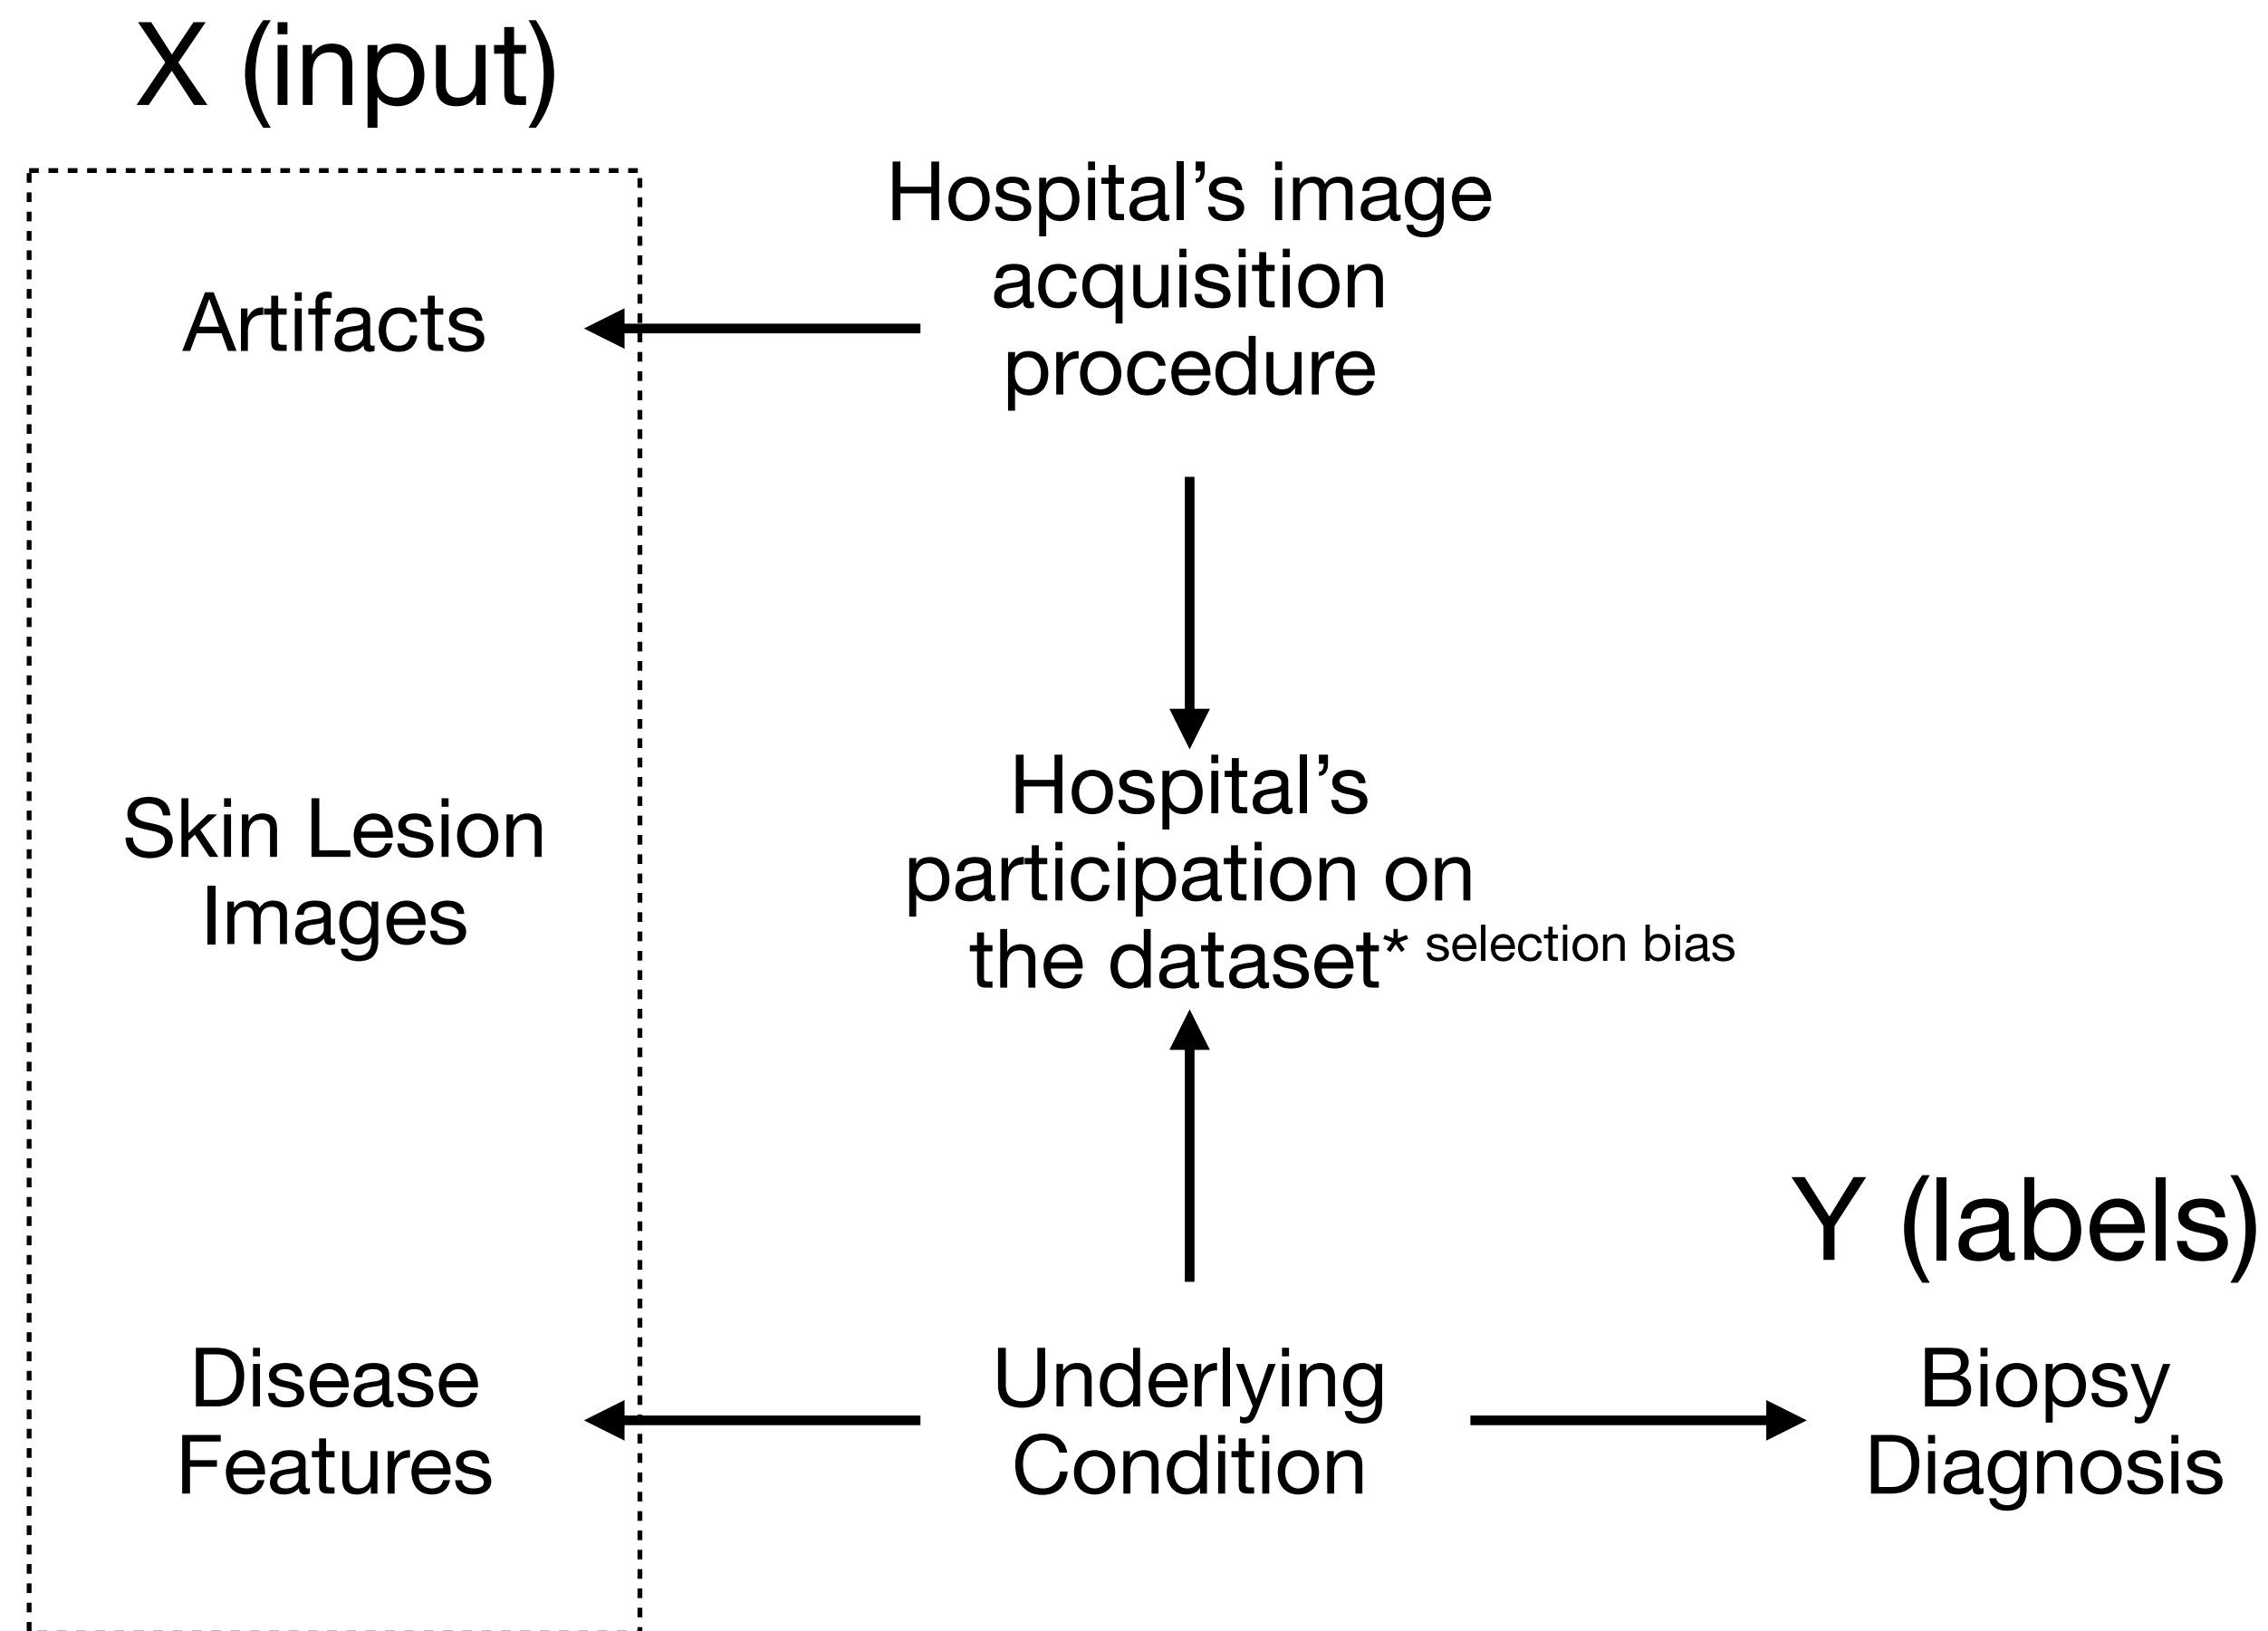 X (input)
Hospital’s image
acquisition
procedure
Artifacts
Skin Lesion
Images
Hospital’s
participation on
the dataset* selection bias
Y (labels)
Disease
Features
Underlying
Condition
Biopsy
Diagnosis